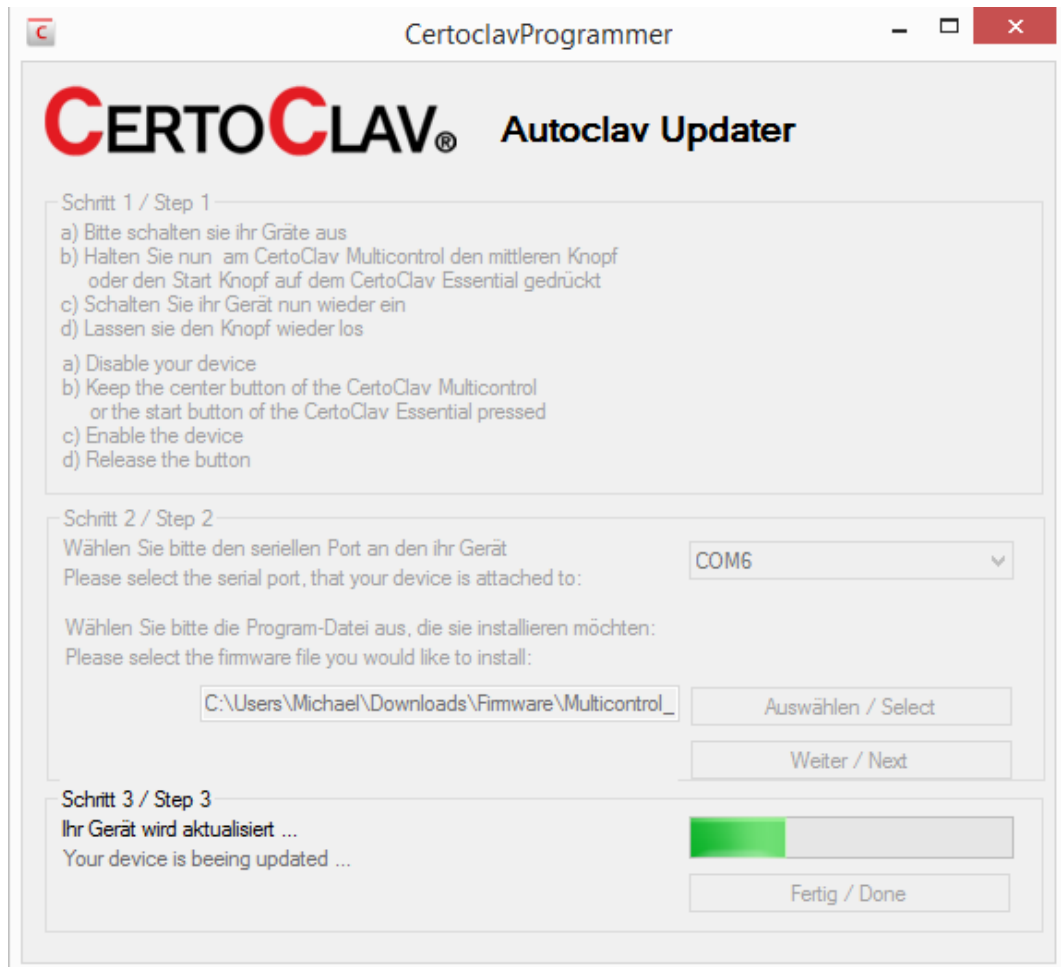 CertoclavProgrammer
CERTOCLAV® Autoclav Updater
Schritt 1 / Step 1
a) Bitte schalten sie ihr Gräte aus
b) Halten Sie nun am CertoClav Multicontrol den mittleren Knopf
oder den Start Knopf auf dem CertoClav Essential gedrückt
c) Schalten Sie ihr Gerät nun wieder ein
d) Lassen sie den Knopf wieder los
a) Disable your device
b) Keep the center button of the CertoClav Multicontrol
or the start button of the CertoClav Essential pressed
c) Enable the device
d) Release the button
Schritt 2 / Step 2
Wählen Sie bitte den seriellen Port an den ihr Gerät
Please select the serial port, that your device is attached to:
COM6
Wählen Sie bitte die Program-Datei aus, die sie installieren möchten:
Please select the firmware file you would like to install:
C:\Users\Michael\Downloads\Firmware\Multicontrol_
Auswählen / Select
Weiter / Next
Schritt 3 / Step 3
Ihr Gerät wird aktualisiert ...
Your device is beeing updated ...
Fertig / Done